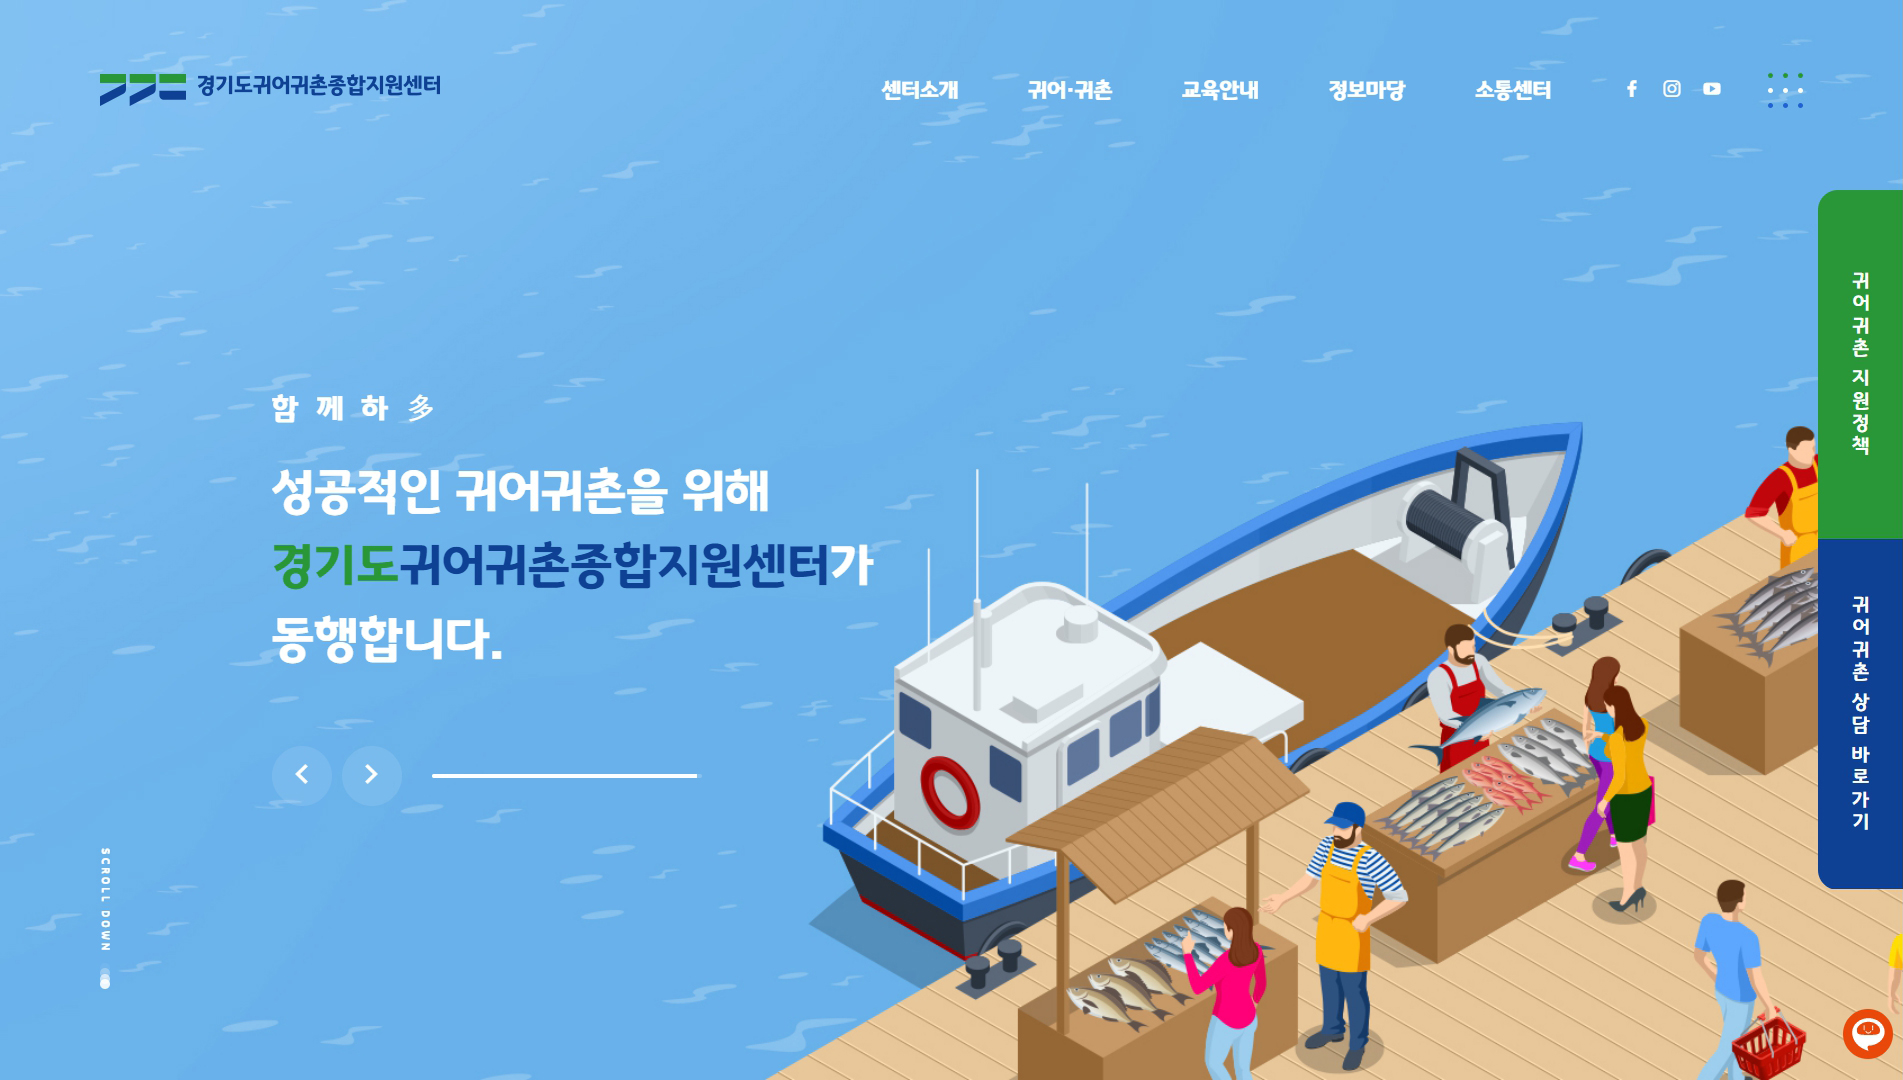 경기도귀어귀촌종합지원센터
센터소개
귀어·귀촌
교육안내
정보마당
소통센터
함 께 하 多
성공적인 귀어귀촌을 위해
경기도귀어귀촌종합지원센터가
동행합니다.
SCROLL DOWN
귀어귀촌 지원정책
귀어귀촌 상담 바로가기